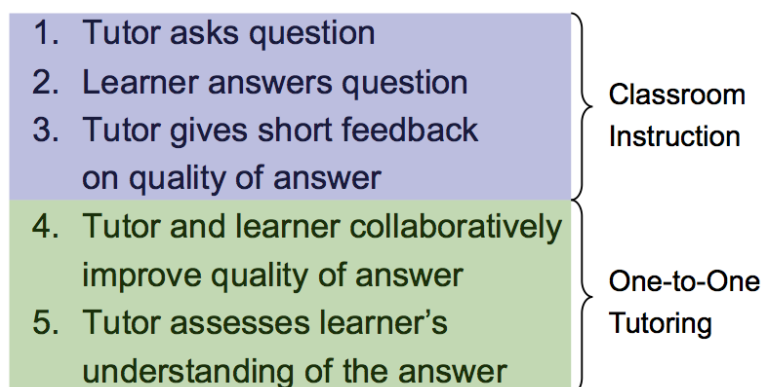 1. Tutor asks question
2. Learner answers question
3. Tutor gives short feedback
on quality of answer
Classroom
Instruction
4. Tutor and learner collaboratively
improve quality of answer
5. Tutor assesses learner's
understanding of the answer
One-to-One
Tutoring